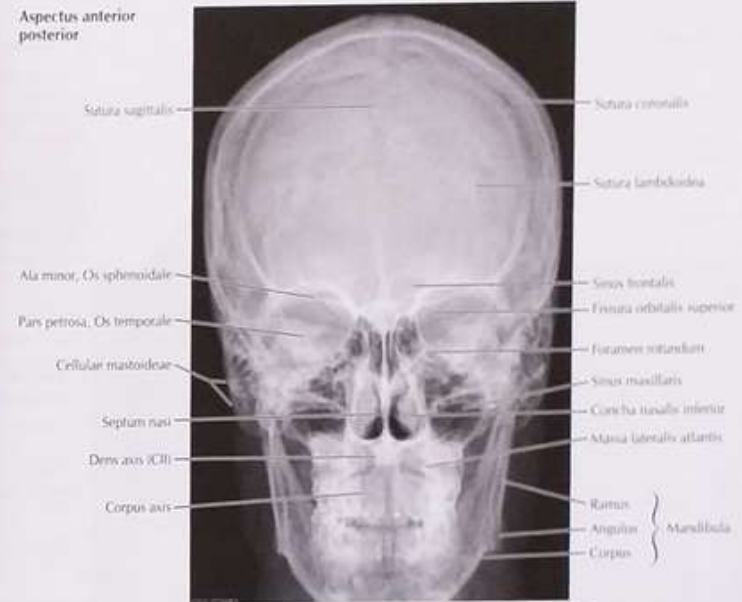 Aspectus anterior
posterior
Sutura sagittalis
Ala minor, Os sphenoidale
Pars petrosa, Os temporale
Cellulae mastoideae
Septum nasi
Dens axis (CII)
Corpus axis
Sutura coronalis
Sutura lambdoidea
Sinus frontalis
Fissura orbitalis superior
Foramen rotundum
Sinus maxillaris
Concha nasalis inferior
Massa lateralis atlantis
Ramus
Angulus
Corpus
Mandibula